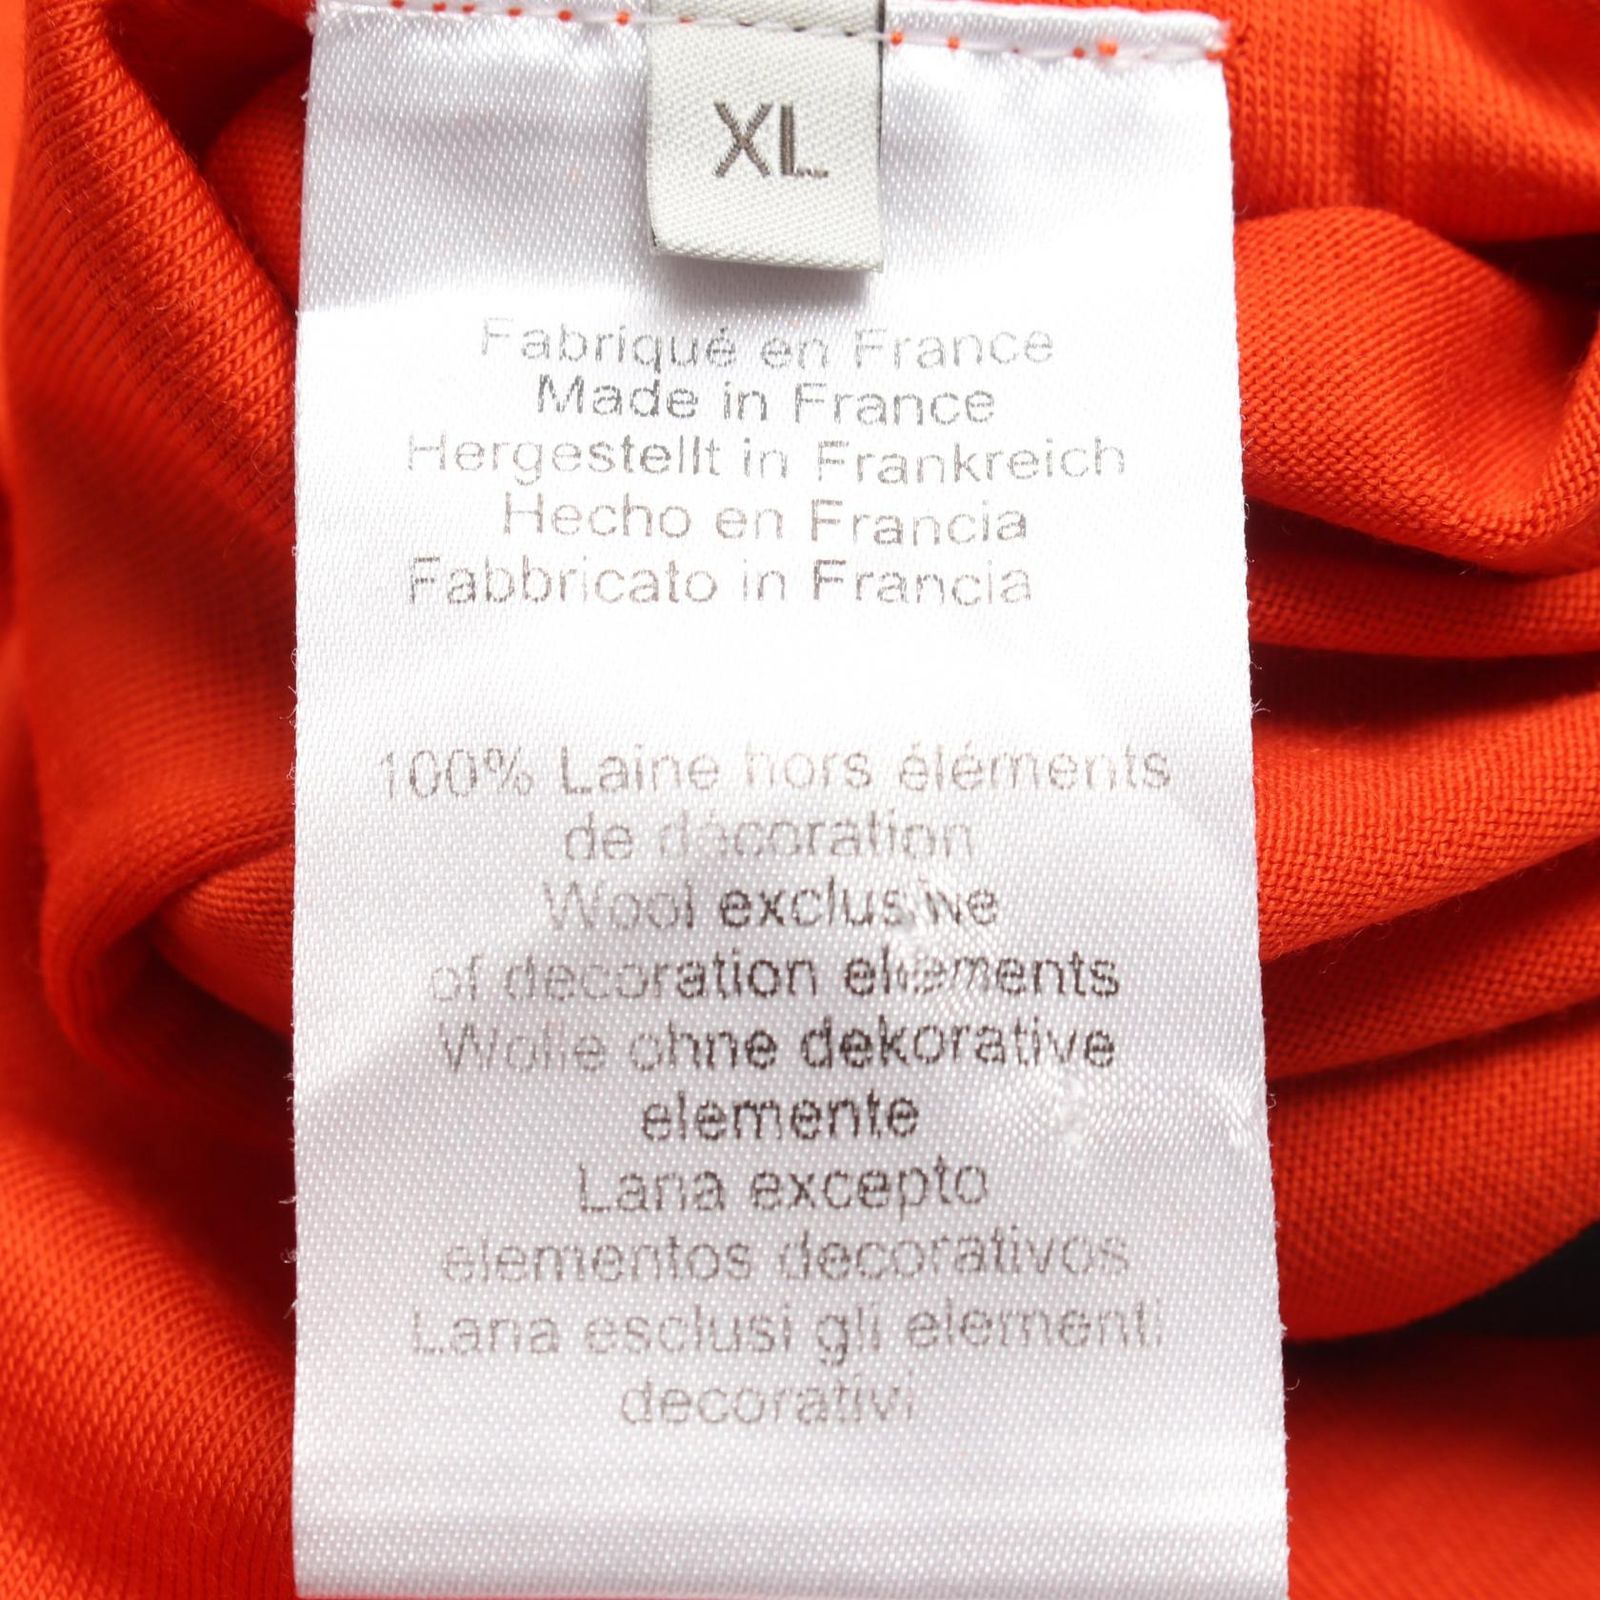 XL
Fabriqué en France
Made in France
Hergestellt in Frankreich
Hecho en Francia
Fabbricato in Francia
100% Laine hors éléments
de décoration
Wool exclusive
of decoration elements
Wolle ohne dekorative
elemente
Lana excepto
elementos decorativos
Lana esclusi gli elementi
decorativi